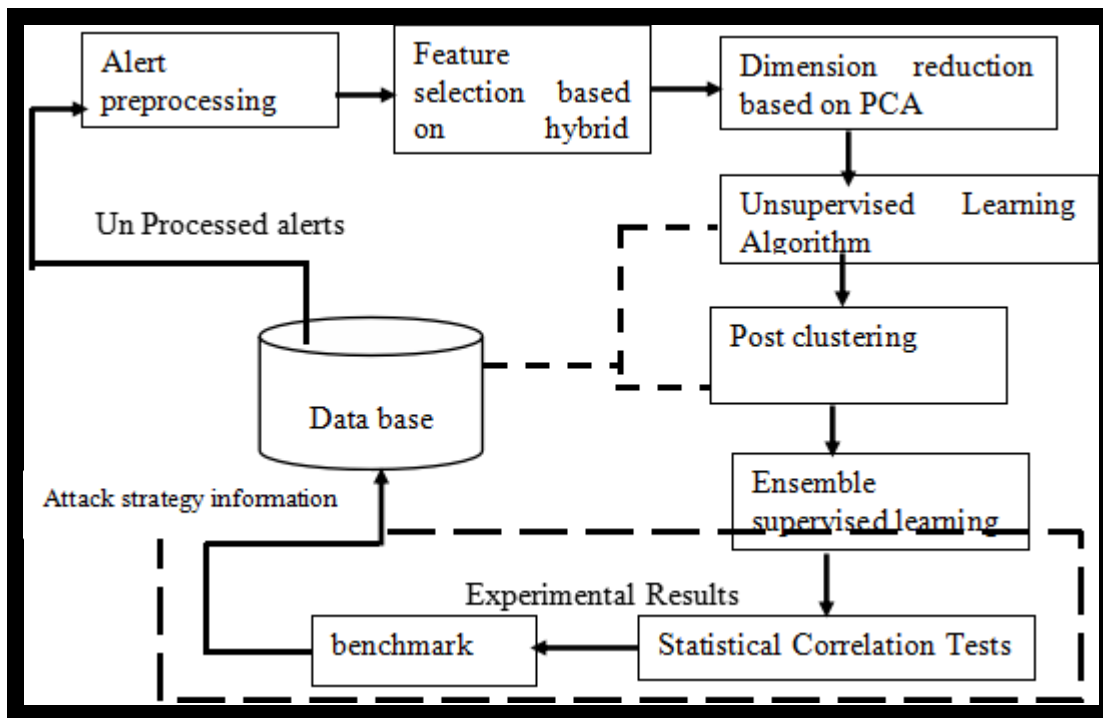 Alert
preprocessing
Feature
selection based
on hybrid
Dimension reduction
based on PCA
Unsupervised Learning
Algorithm
Un Processed alerts
Post clustering
Data base
Attack strategy information
Ensemble
supervised learning
Experimental Results
benchmark
Statistical Correlation Tests